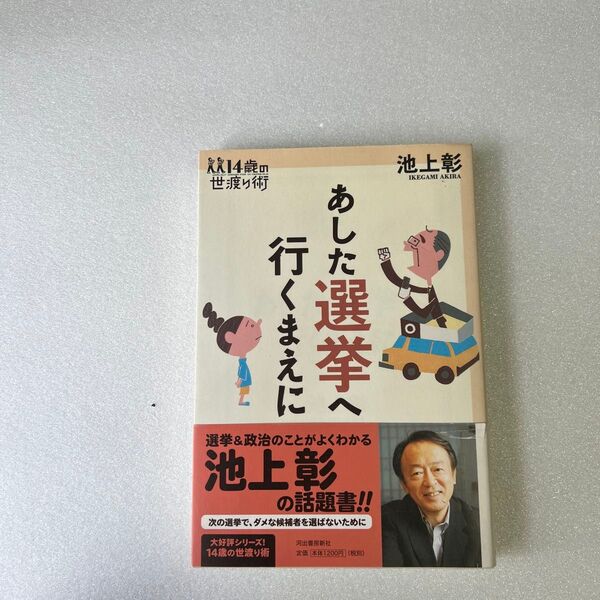 14歳の
世渡り術
池上彰
IKEGAMI AKIRA
あした選挙へ
行くまえに
選挙&政治のことがよくわかる
池上彰
の話題書!!
次の選挙で、ダメな候補者を選ばないために
大好評シリーズ!
14歳の世渡り術
河出書房新社
定価 本体1200円(税別)